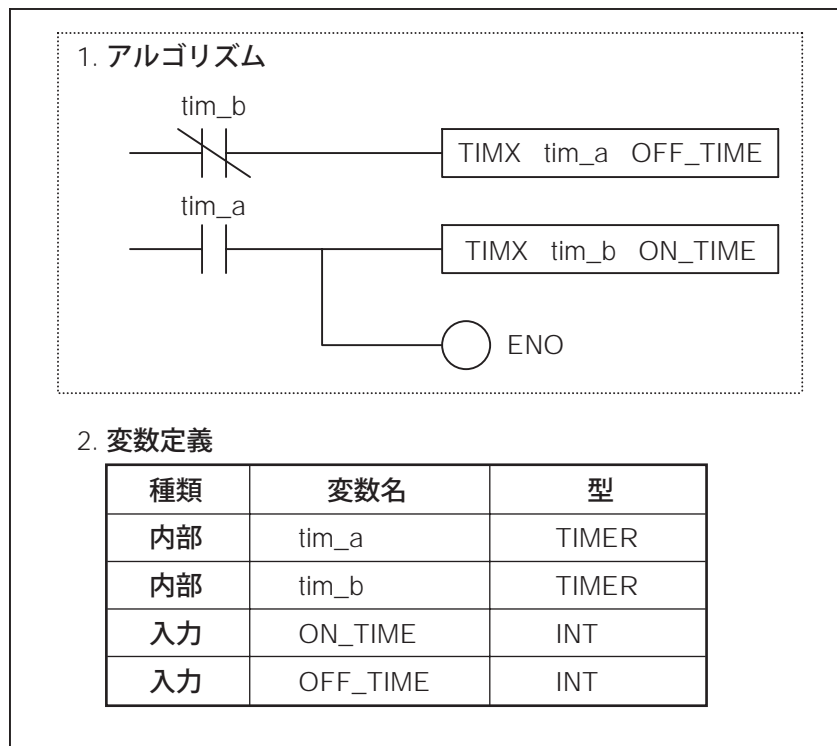 1. アルゴリズム
tim_b
TIMX tim_a OFF_TIME
tim_a
TIMX tim_b ON_TIME
ENO
2. 変数定義
種類 変数名 型
内部 tim_a TIMER
内部 tim_b TIMER
入力 ON_TIME INT
入力 OFF_TIME INT